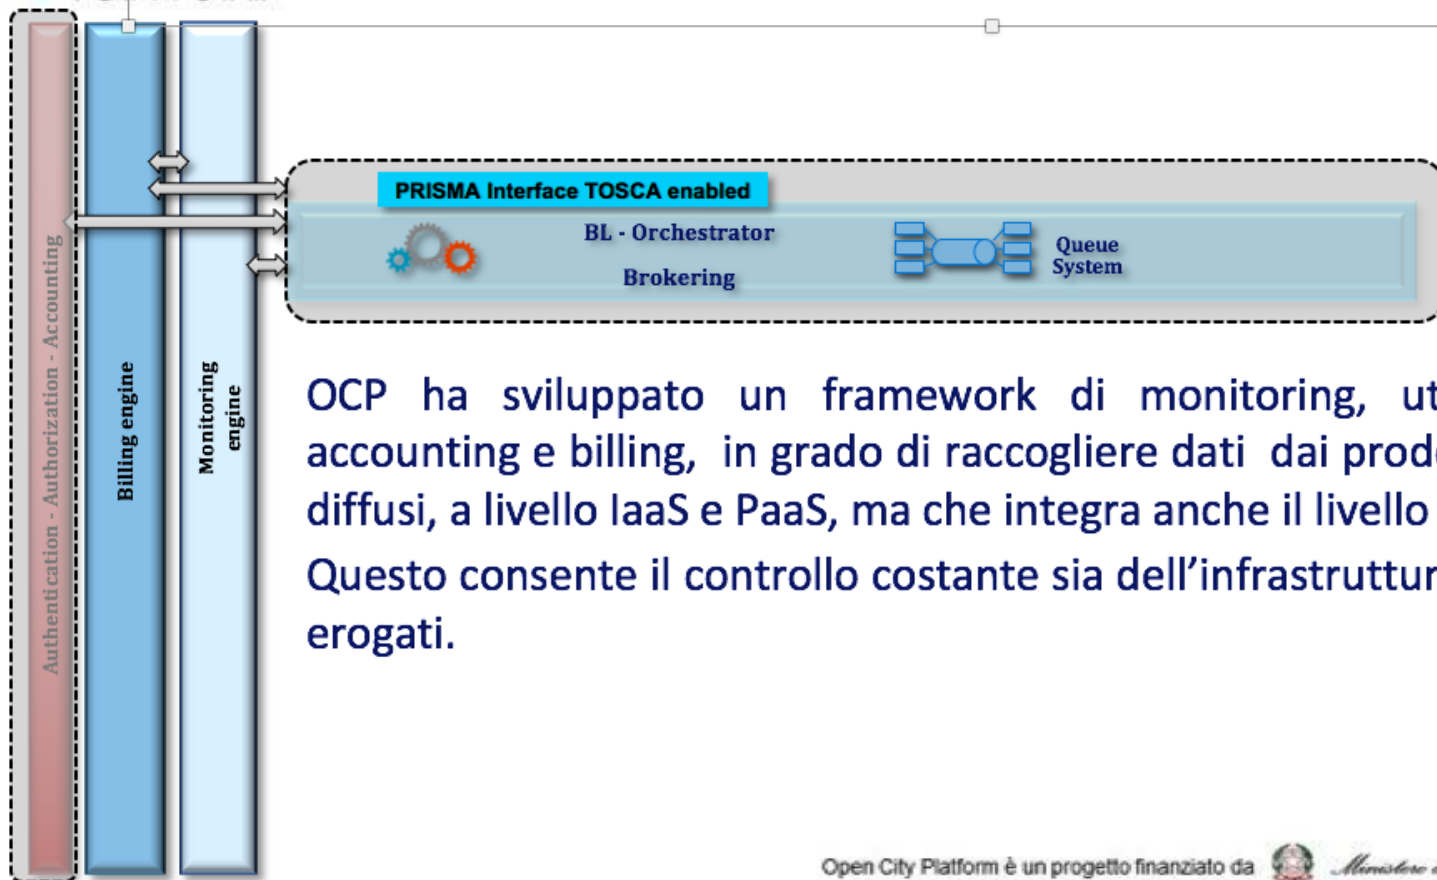 Authentication - Authorization - Accounting
Billing engine
Monitoring
engine
PRISMA Interface TOSCA enabled
BL - Orchestrator
Brokering
Queue
System
OCP ha sviluppato un framework di monitoring,
accounting e billing, in grado di raccogliere dati dai
diffusi, a livello IaaS e PaaS, ma che integra anche il livello
Questo consente il controllo costante sia
erogati.
Open City Platform è un progetto finanziato da
Ministero